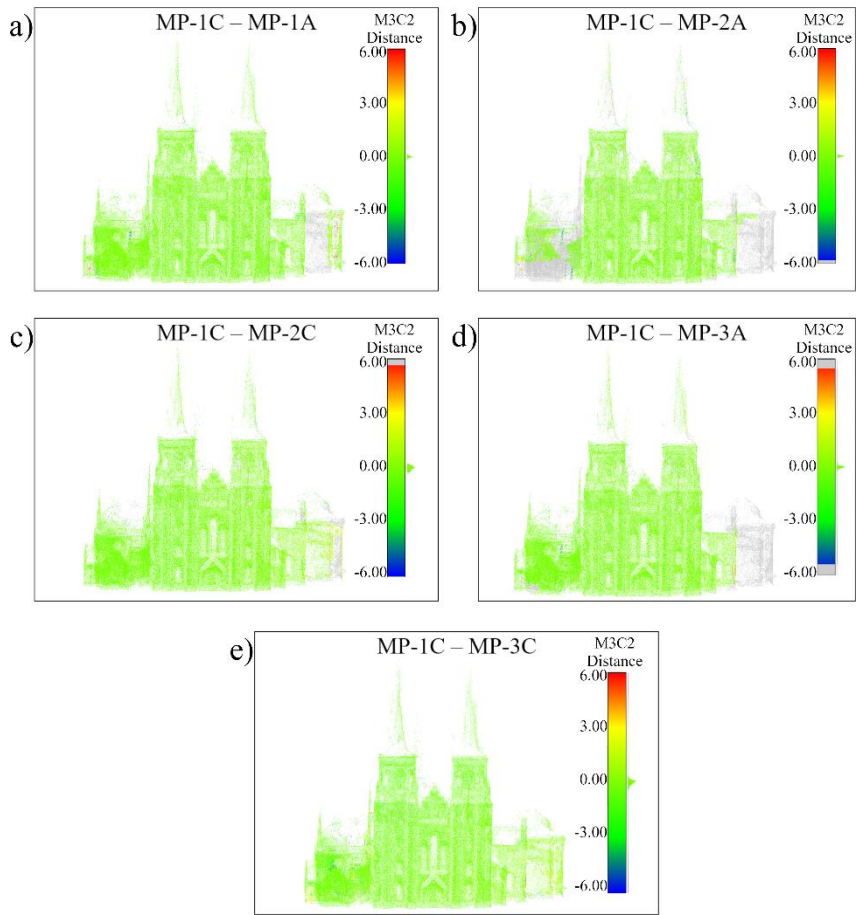 a)
MP-1C – MP-1A
M3C2
Distance
6.00
3.00
0.00
-3.00
-6.00
b)
MP-1C – MP-2A
M3C2
Distance
6.00
3.00
0.00
-3.00
-6.00
c)
MP-1C – MP-2C
M3C2
Distance
6.00
3.00
0.00
-3.00
-6.00
d)
MP-1C – MP-3A
M3C2
Distance
6.00
3.00
0.00
-3.00
-6.00
e)
MP-1C – MP-3C
M3C2
Distance
6.00
3.00
0.00
-3.00
-6.00